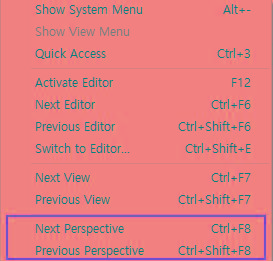 Show System Menu Alt+-
Show View Menu
Quick Access Ctrl+3
Activate Editor F12
Next Editor Ctrl+F6
Previous Editor Ctrl+Shift+F6
Switch to Editor... Ctrl+Shift+E
Next View Ctrl+F7
Previous View Ctrl+Shift+F7
Next Perspective Ctrl+F8
Previous Perspective Ctrl+Shift+F8